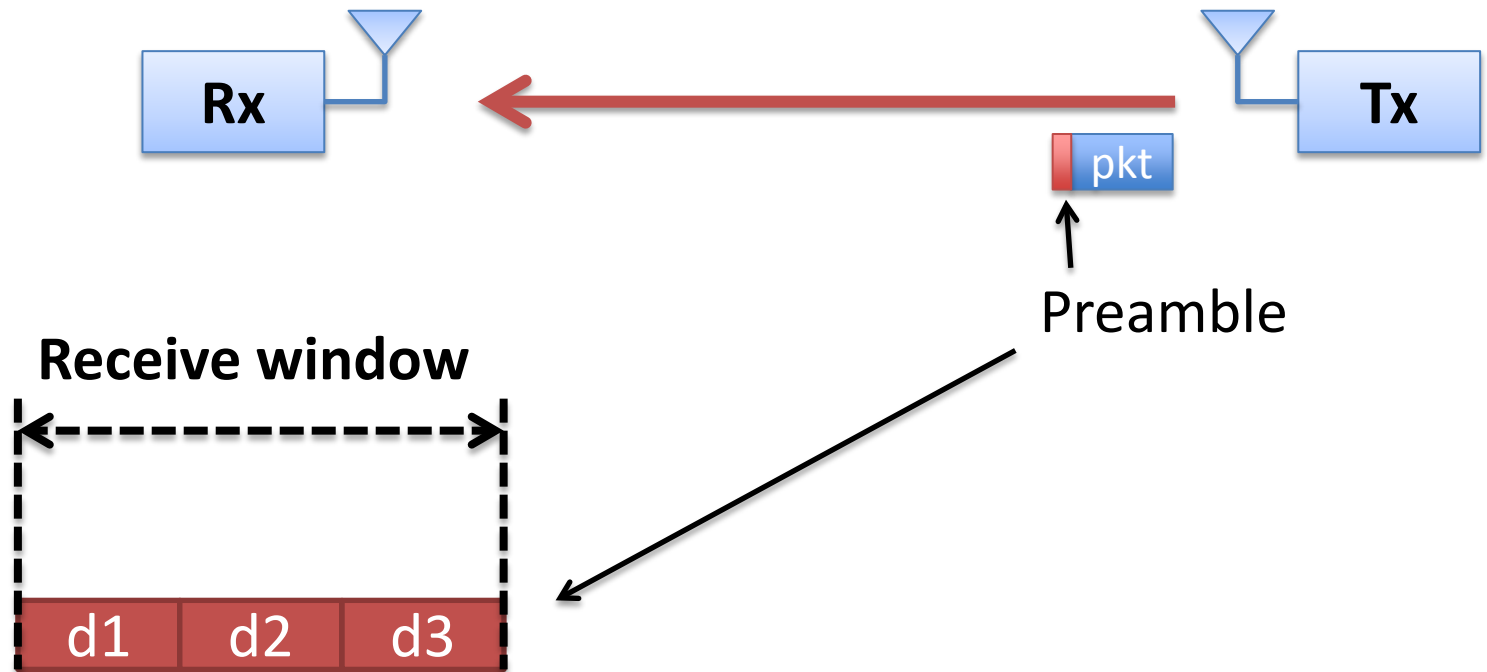 Rx
Tx
pkt
Preamble
Receive window
d1 d2 d3